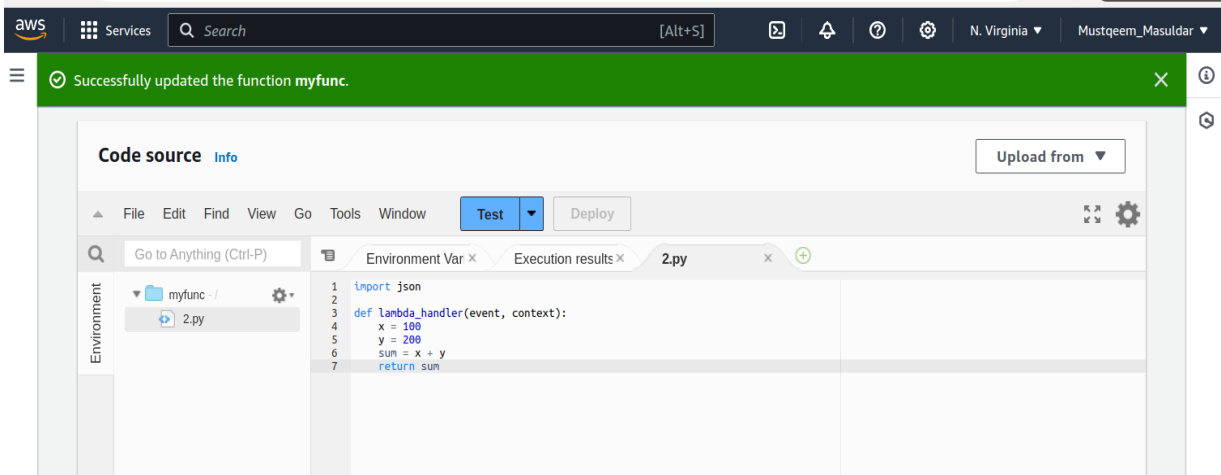 aws Services Search [Alt+S] N. Virginia Mustqeem_Masuldar
Successfully updated the function myfunc.
Code source Info Upload from
File Edit Find View Go Tools Window Test Deploy
Go to Anything (Ctrl-P)
Environment Var Execution results 2.py
Environment
myfunc - /
2.py
1 import json
2
3 def lambda_handler(event, context):
4 x = 100
5 y = 200
6 sum = x + y
7 return sum